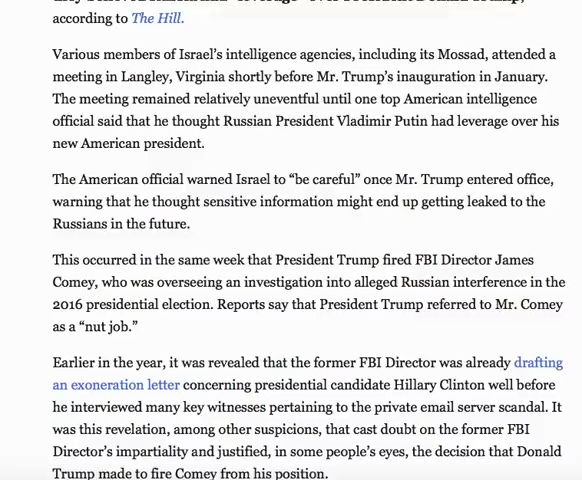 according to The Hill.
Various members of Israel's intelligence agencies, including its Mossad, attended a
meeting in Langley, Virginia shortly before Mr. Trump's inauguration in January.
The meeting remained relatively uneventful until one top American intelligence
official said that he thought Russian President Vladimir Putin had leverage over his
new American president.
The American official warned Israel to “be careful” once Mr. Trump entered office,
warning that he thought sensitive information might end up getting leaked to the
Russians in the future.
This occurred in the same week that President Trump fired FBI Director James
Comey, who was overseeing an investigation into alleged Russian interference in the
2016 presidential election. Reports say that President Trump referred to Mr. Comey
as a “nut job.”
Earlier in the year, it was revealed that the former FBI Director was already drafting
an exoneration letter concerning presidential candidate Hillary Clinton well before
he interviewed many key witnesses pertaining to the private email server scandal. It
was this revelation, among other suspicions, that cast doubt on the former FBI
Director's impartiality and justified, in some people's eyes, the decision that Donald
Trump made to fire Comey from his position.